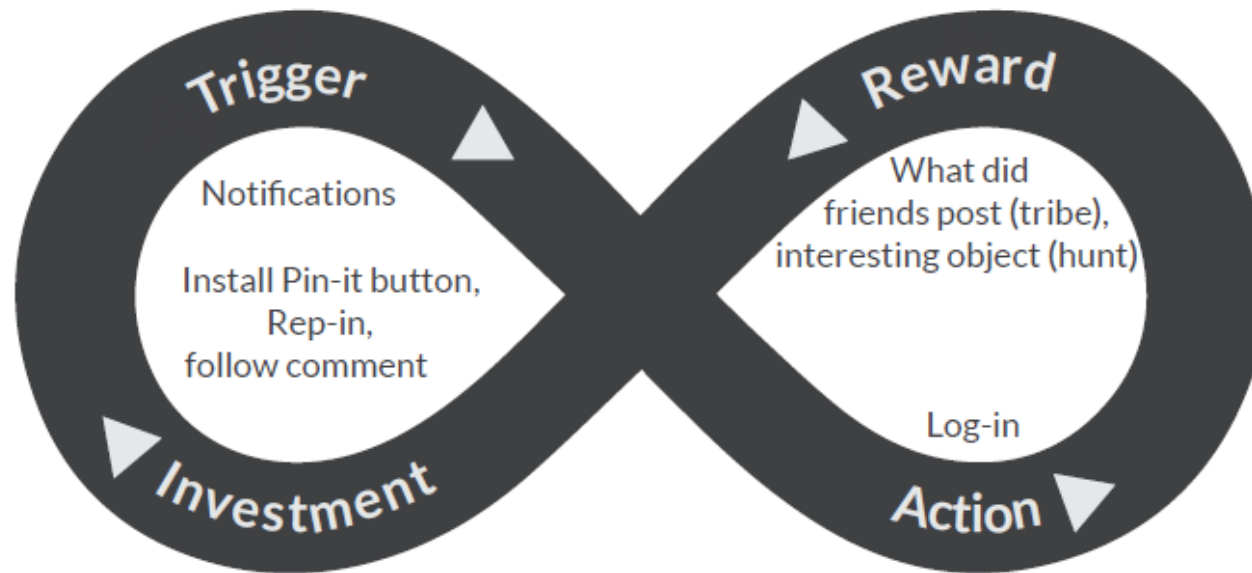 Trigger
Notifications
Install Pin-it button,
Rep-in,
follow comment
Investment
Reward
What did
friends post (tribe),
interesting object (hunt)
Log-in
Action